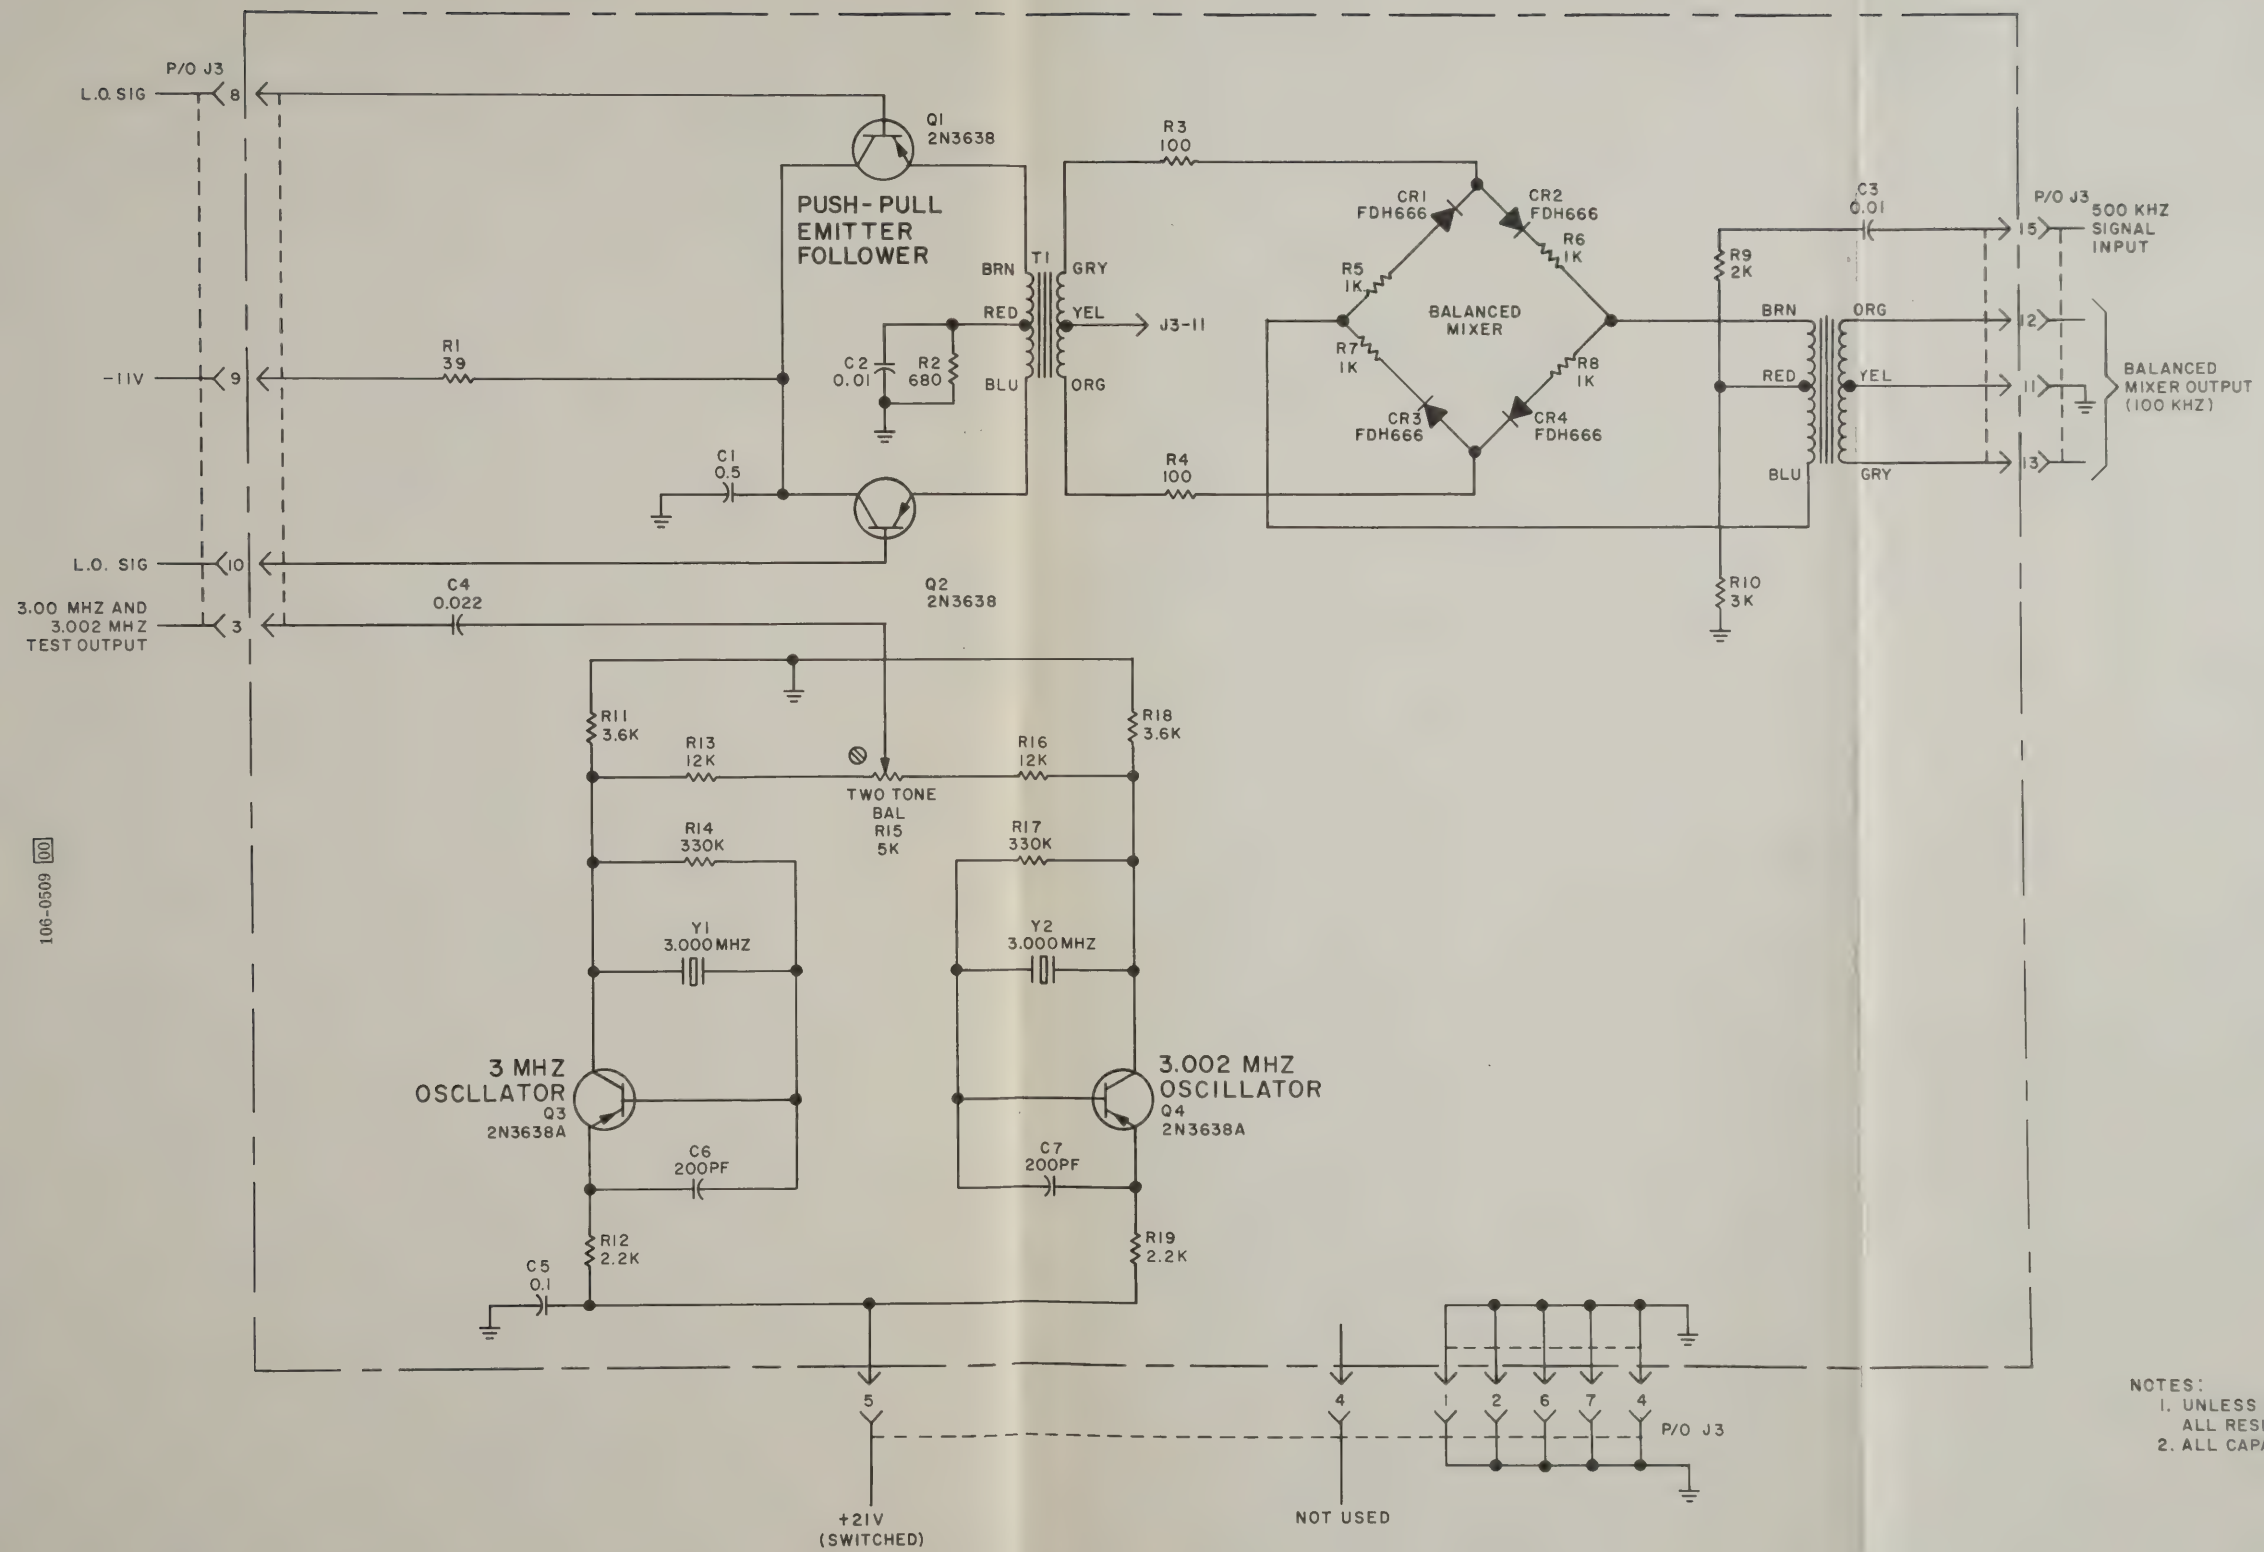 P/O J3
L.O. SIG
8
Q1
2N3638
PUSH-PULL
EMITTER
FOLLOWER
R3
100
CR1
FDH666
CR2
FDH666
R6
1K
R5
1K
BALANCED
MIXER
R7
1K
R8
1K
CR3
FDH666
CR4
FDH666
C3
0.01
P/O J3
15
500 KHZ
SIGNAL
INPUT
R9
2K
T1
BRN
GRY
RED
YEL
J3-11
BLU
ORG
C2
0.01
R2
680
-11V
9
R1
39
C1
0.5
R4
100
BRN
ORG
12
RED
YEL
11
BLU
GRY
13
BALANCED
MIXER OUTPUT
(100 KHZ)
L.O. SIG
10
Q2
2N3638
R10
3K
3.00 MHZ AND
3.002 MHZ
TEST OUTPUT
3
C4
0.022
R11
3.6K
R13
12K
R16
12K
R18
3.6K
TWO TONE
BAL
R15
5K
R14
330K
R17
330K
Y1
3.000MHZ
Y2
3.000MHZ
3 MHZ
OSCLLATOR
Q3
2N3638A
3.002 MHZ
OSCILLATOR
Q4
2N3638A
C6
200PF
C7
200PF
R12
2.2K
R19
2.2K
C5
0.1
5
4
1
2
6
7
4
P/O J3
+21V
(SWITCHED)
NOT USED
NOTES:
1. UNLESS
ALL RES
2. ALL CAP
106-0509 00